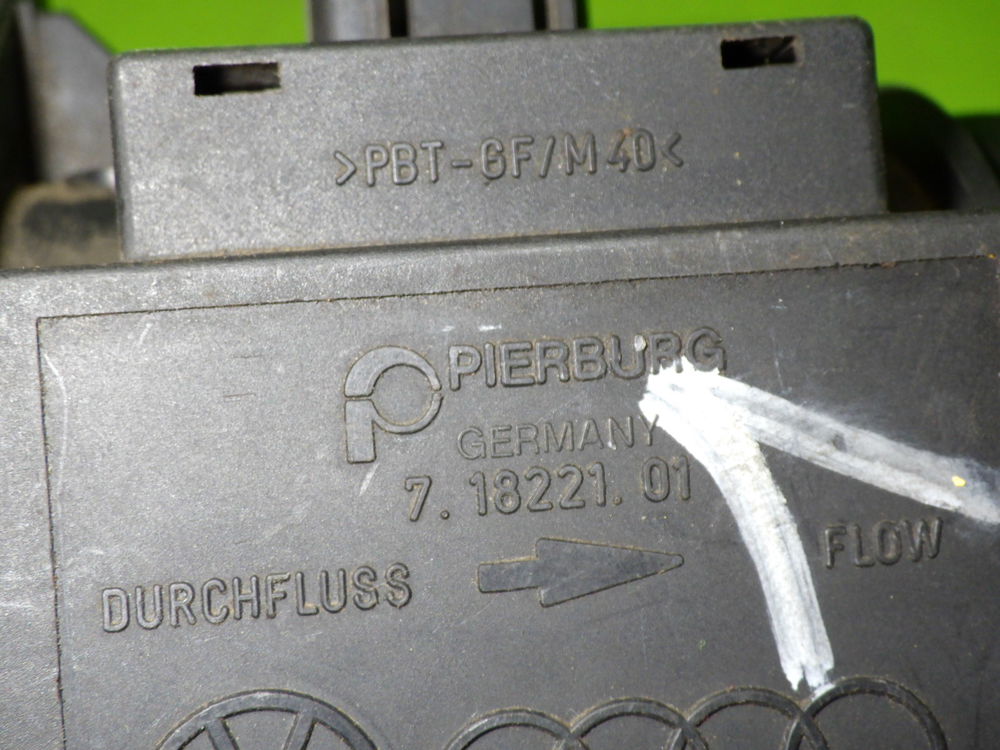 >PBT-GF/M40<
PIERBURG
GERMANY
7.18221.01
DURCHFLUSS FLOW